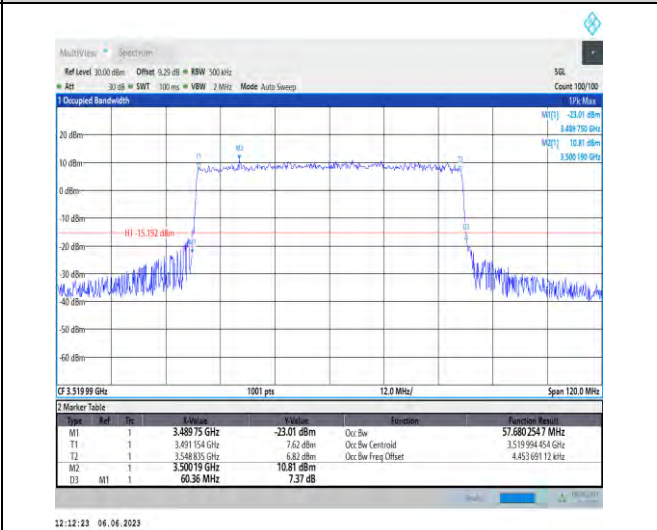 MultiView Spectrum
Ref Level 30.00 dBm Offset 9.29 dB RBW 500 kHz SGL
Att 30 dB SWT 100 ms VBW 2 MHz Mode Auto Sweep Count 100/100
1 Occupied Bandwidth 1Pk Max
M1[1] -23.01 dBm
3.489 750 GHz
20 dBm M2[1] 10.81 dBm
3.500 190 GHz
M2
T1 T2
10 dBm
0 dBm
-10 dBm
H1 -15.192 dBm
D3
M1
-20 dBm
-30 dBm
-40 dBm
-50 dBm
-60 dBm
CF 3.519 99 GHz 1001 pts 12.0 MHz/ Span 120.0 MHz
2 Marker Table
Type Ref Trc X-Value Y-Value Function Function Result
M1 1 3.489 75 GHz -23.01 dBm Occ Bw 57.680 254 7 MHz
T1 1 3.491 154 GHz 7.62 dBm Occ Bw Centroid 3.519 994 454 GHz
T2 1 3.548 835 GHz 6.82 dBm Occ Bw Freq Offset 4.453 691 12 kHz
M2 1 3.500 19 GHz 10.81 dBm
D3 M1 1 60.36 MHz 7.37 dB
12:12:23 06.06.2023